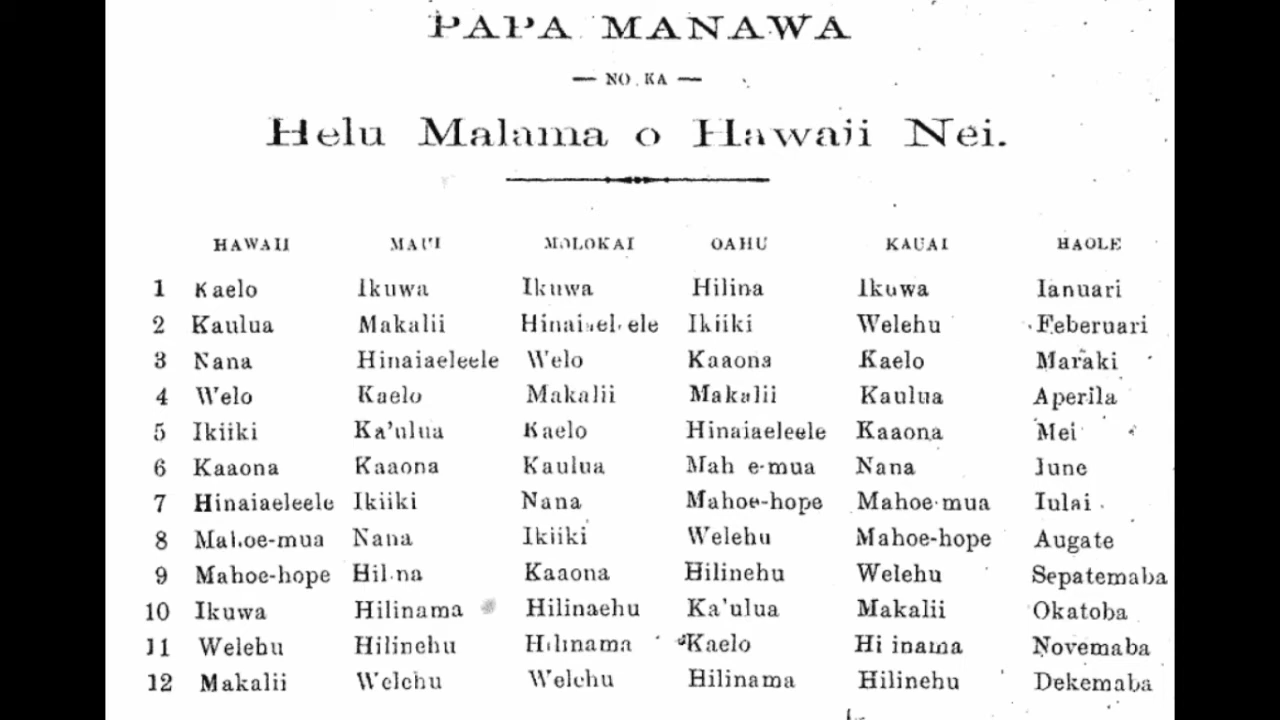 PAPA MANAWA
— NO KA —
Helu Malama o Hawaii Nei.
HAWAII MAUI MOLOKAI OAHU KAUAI HAOLE
1 Kaelo Ikuwa Ikuwa Hilina Ikuwa Ianuari
2 Kaulua Makalii Hinaiaeleele Ikiiki Welehu Feberuari
3 Nana Hinaiaeleele Welo Kaaona Kaelo Maraki
4 Welo Kaelo Makalii Makalii Kaulua Aperila
5 Ikiiki Ka'ulua Kaelo Hinaiaeleele Kaaona Mei
6 Kaaona Kaaona Kaulua Mahoe-mua Nana Iune
7 Hinaiaeleele Ikiiki Nana Mahoe-hope Mahoe-mua Iulai
8 Mahoe-mua Nana Ikiiki Welehu Mahoe-hope Augate
9 Mahoe-hope Hilina Kaaona Hilinehu Welehu Sepatemaba
10 Ikuwa Hilinama Hilinaehu Ka'ulua Makalii Okatoba
11 Welehu Hilinehu Hilinama Kaelo Hilinama Novemaba
12 Makalii Welehu Welehu Hilinama Hilinehu Dekemaba